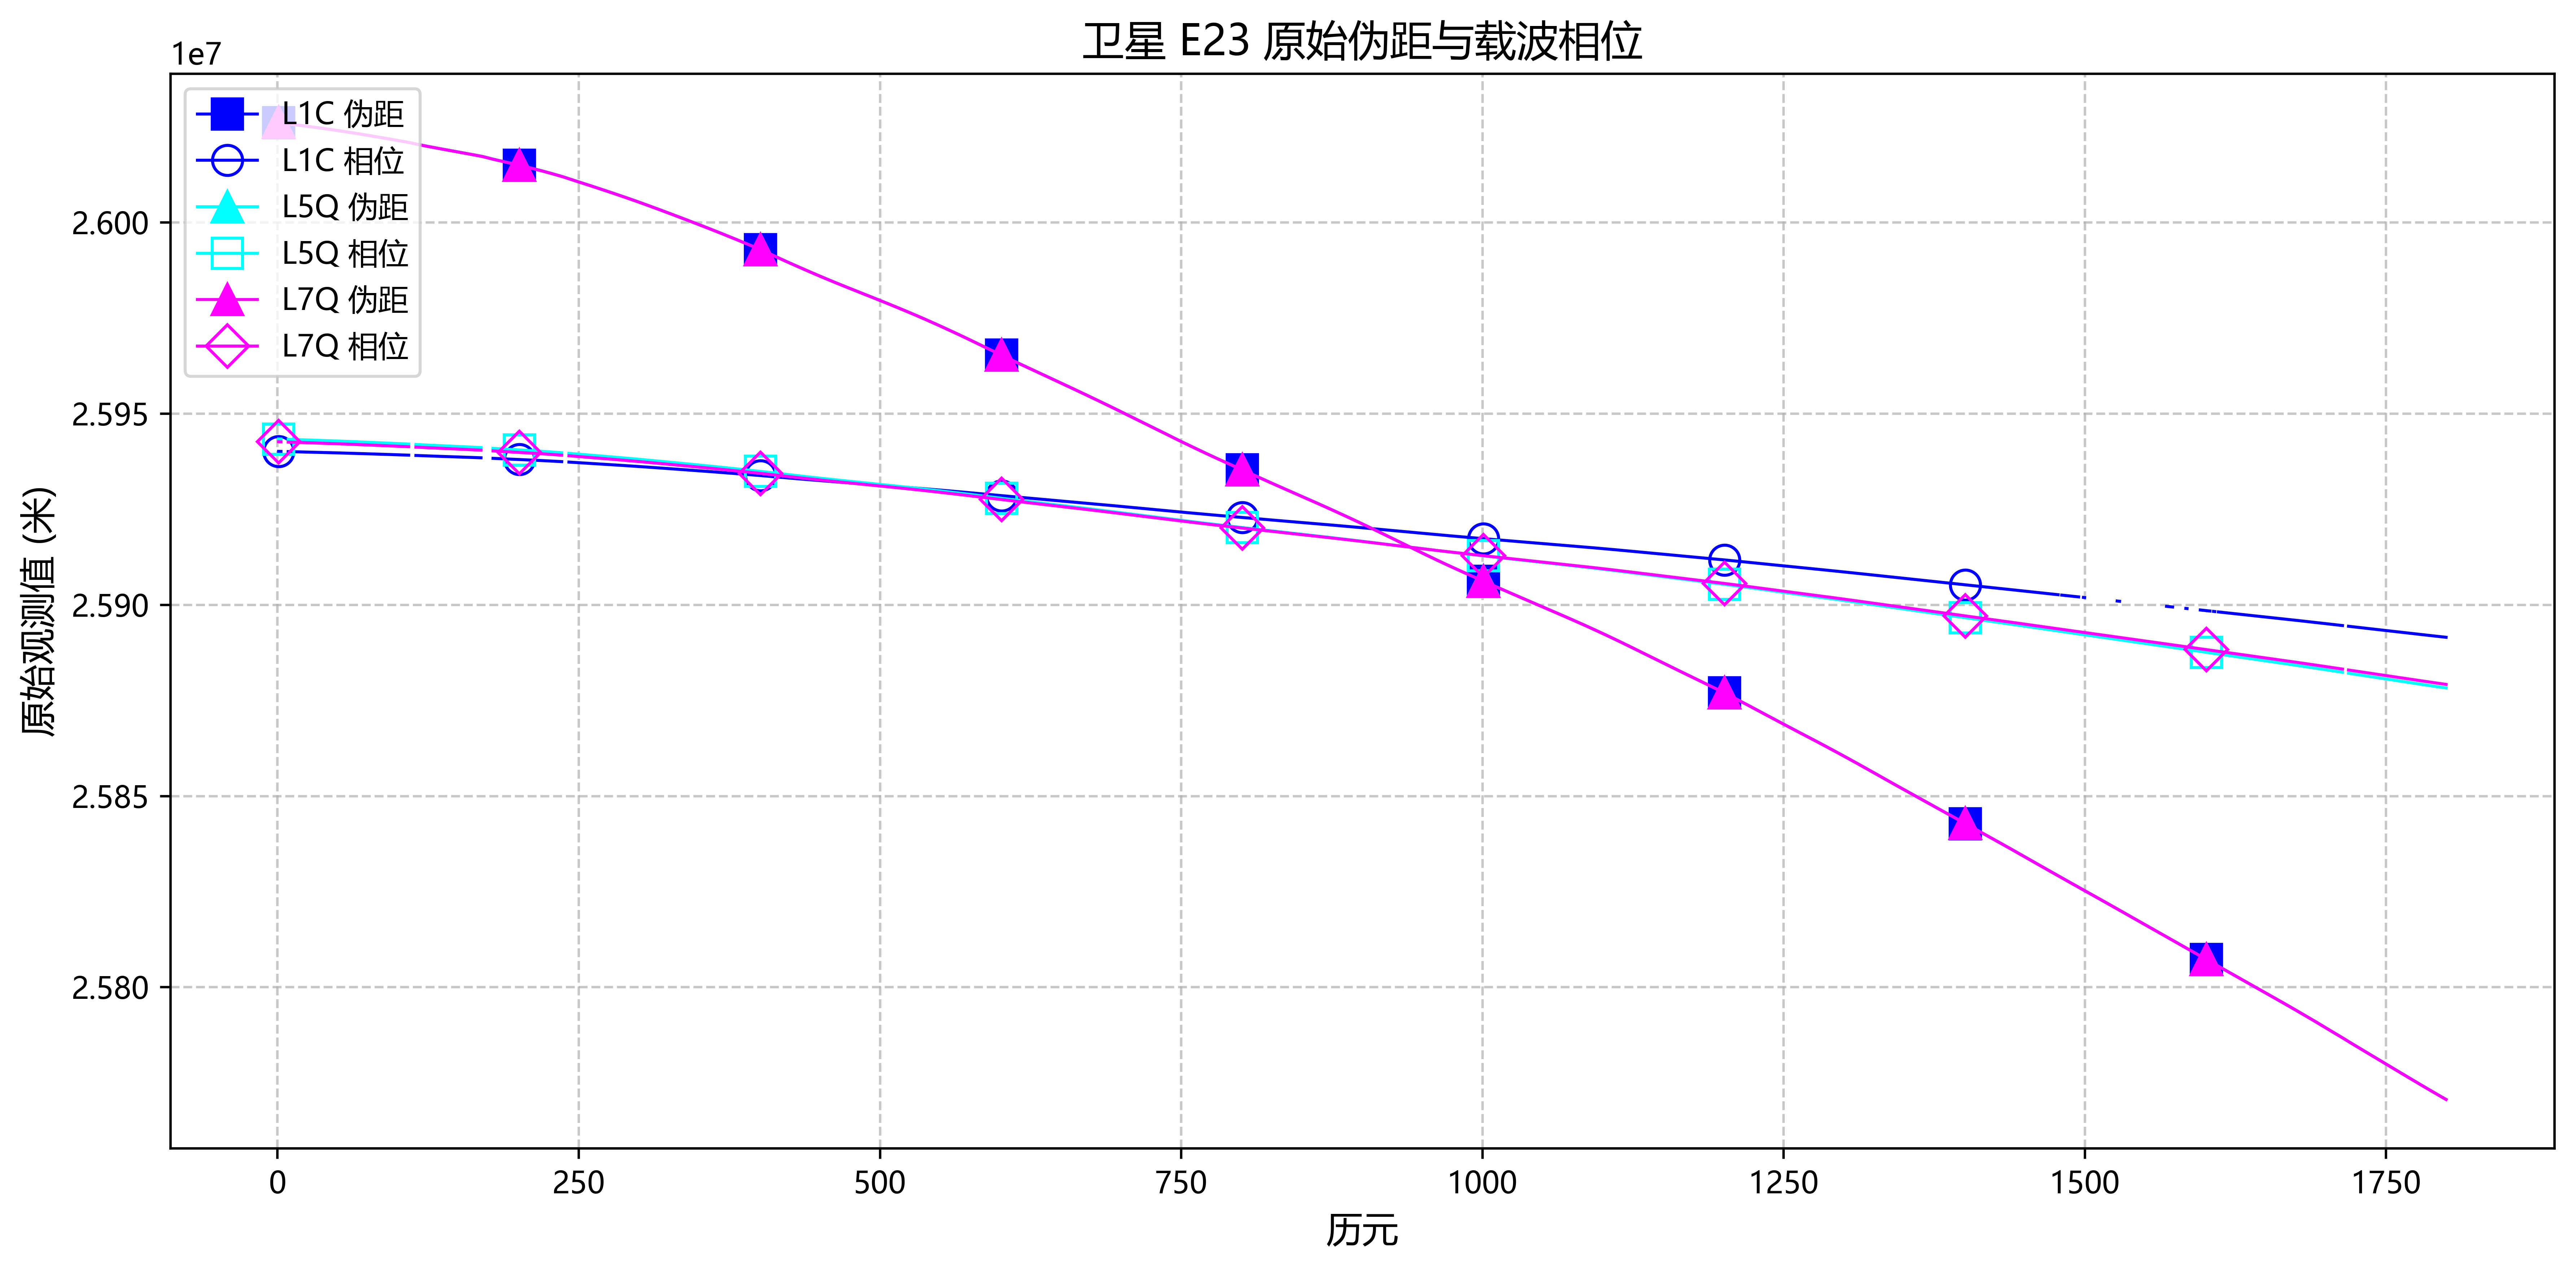 卫星 E23 原始伪距与载波相位
1e7
L1C 伪距
L1C 相位
L5Q 伪距
L5Q 相位
L7Q 伪距
L7Q 相位
2.600
2.595
2.590
2.585
2.580
原始观测值 (米)
0 250 500 750 1000 1250 1500 1750
历元